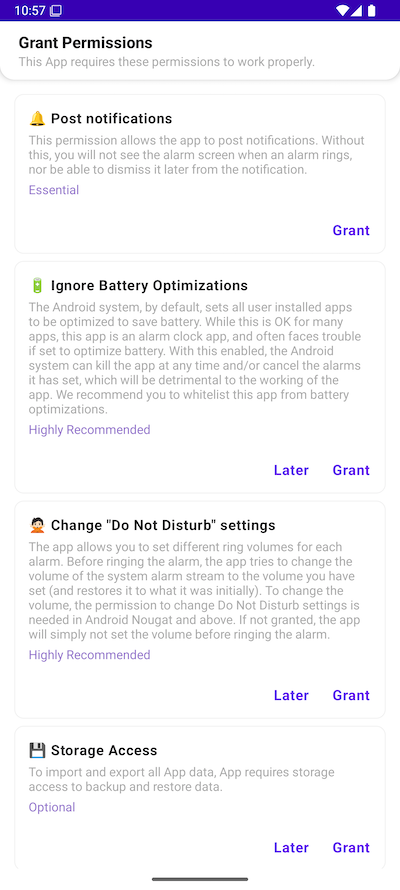 10:57
Grant Permissions
This App requires these permissions to work properly.
🔔 Post notifications
This permission allows the app to post notifications. Without
this, you will not see the alarm screen when an alarm rings,
nor be able to dismiss it later from the notification.
Essential
Grant
🔋 Ignore Battery Optimizations
The Android system, by default, sets all user installed apps
to be optimized to save battery. While this is OK for many
apps, this app is an alarm clock app, and often faces trouble
if set to optimize battery. With this enabled, the Android
system can kill the app at any time and/or cancel the alarms
it has set, which will be detrimental to the working of the
app. We recommend you to whitelist this app from battery
optimizations.
Highly Recommended
Later Grant
🙅 Change "Do Not Disturb" settings
The app allows you to set different ring volumes for each
alarm. Before ringing the alarm, the app tries to change the
volume of the system alarm stream to the volume you have
set (and restores it to what it was initially). To change the
volume, the permission to change Do Not Disturb settings is
needed in Android Nougat and above. If not granted, the app
will simply not set the volume before ringing the alarm.
Highly Recommended
Later Grant
💾 Storage Access
To import and export all App data, App requires storage
access to backup and restore data.
Optional
Later Grant